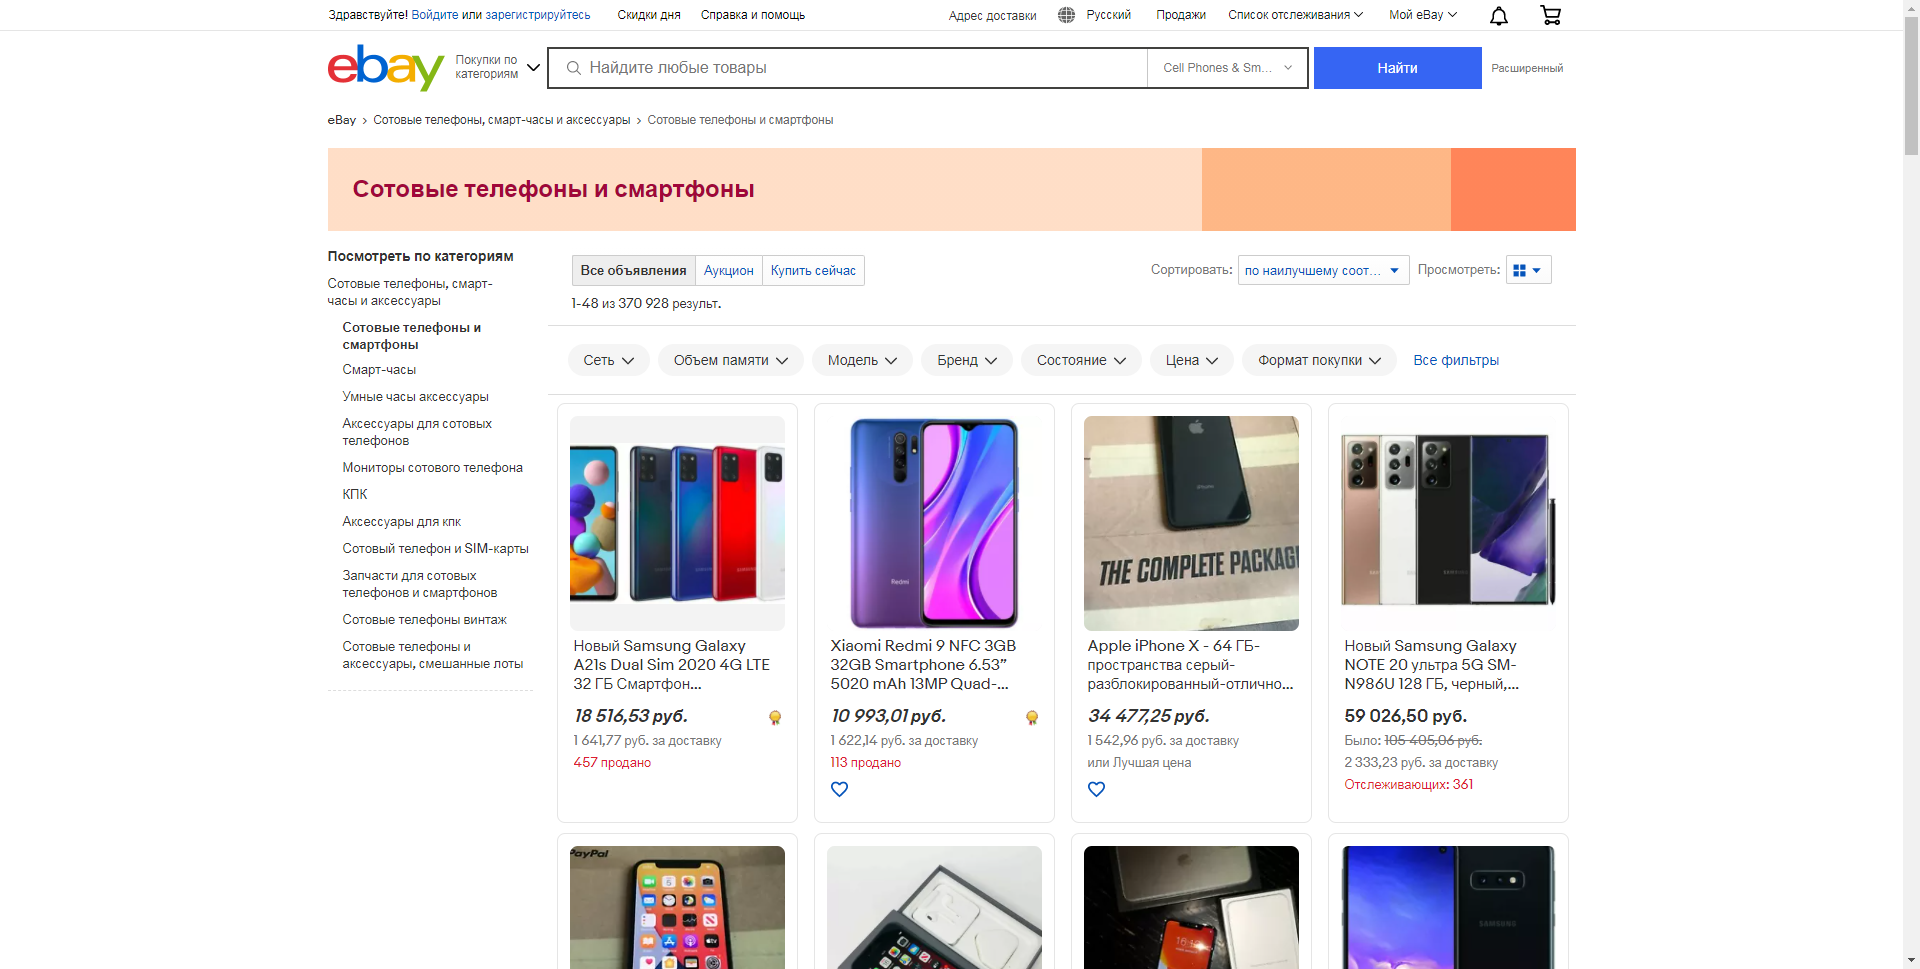 Здравствуйте! Войдите или зарегистрируйтесь
Скидки дня
Справка и помощь
Адрес доставки
Русский
Продажи
Список отслеживания
Мой eBay
ebay
Покупки по
категориям
Найдите любые товары
Cell Phones & Sm...
Найти
Расширенный
eBay > Сотовые телефоны, смарт-часы и аксессуары > Сотовые телефоны и смартфоны
Сотовые телефоны и смартфоны
Посмотреть по категориям
Сотовые телефоны, смарт-
часы и аксессуары
Сотовые телефоны и
смартфоны
Смарт-часы
Умные часы аксессуары
Аксессуары для сотовых
телефонов
Мониторы сотового телефона
КПК
Аксессуары для кпк
Сотовый телефон и SIM-карты
Запчасти для сотовых
телефонов и смартфонов
Сотовые телефоны винтаж
Сотовые телефоны и
аксессуары, смешанные лоты
Все объявления
Аукцион
Купить сейчас
Сортировать:
по наилучшему соот...
Просмотреть:
1-48 из 370 928 результ.
Сеть
Объем памяти
Модель
Бренд
Состояние
Цена
Формат покупки
Все фильтры
Новый Samsung Galaxy
A21s Dual Sim 2020 4G LTE
32 ГБ Смартфон...
18 516,53 руб.
1 641,77 руб. за доставку
457 продано
Redmi
Xiaomi Redmi 9 NFC 3GB
32GB Smartphone 6.53”
5020 mAh 13MP Quad-...
10 993,01 руб.
1 622,14 руб. за доставку
113 продано
iPhone
THE COMPLETE PACKAG
Apple iPhone X - 64 ГБ-
пространства серый-
разблокированный-отлично...
34 477,25 руб.
1 542,96 руб. за доставку
или Лучшая цена
Новый Samsung Galaxy
NOTE 20 ультра 5G SM-
N986U 128 ГБ, черный,...
59 026,50 руб.
Было: 105 405,06 руб.
2 333,23 руб. за доставку
Отслеживающих: 361
PayPal
SAMSUNG